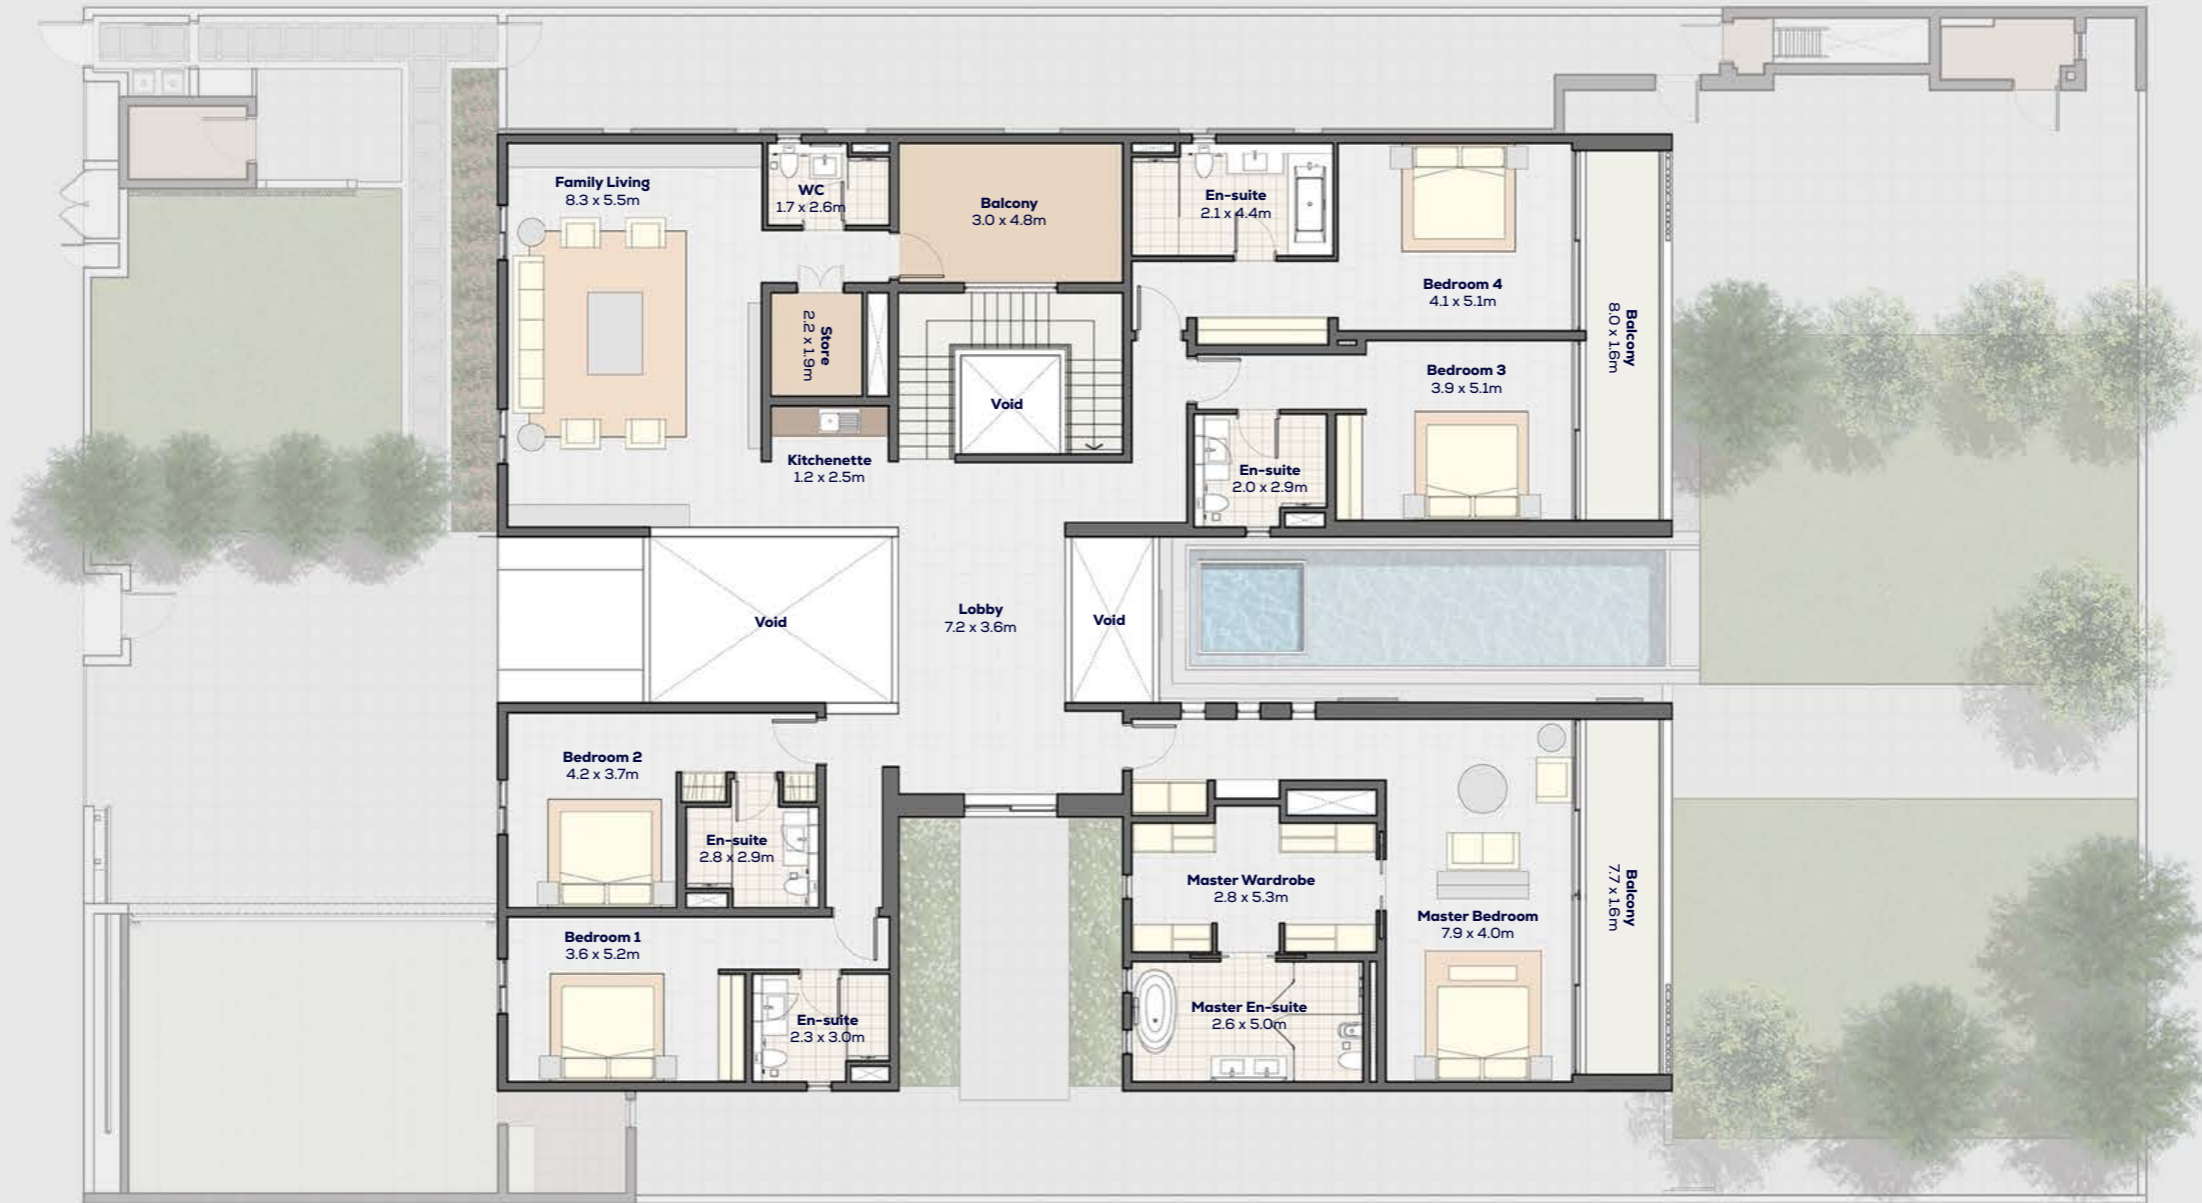 Family Living
8.3 x 5.5m
WC
1.7 x 2.6m
Balcony
3.0 x 4.8m
En-suite
2.1 x 4.4m
Bedroom 4
4.1 x 5.1m
Balcony
8.0 x 1.6m
Store
2.2 x 1.9m
Void
Bedroom 3
3.9 x 5.1m
Kitchenette
1.2 x 2.5m
En-suite
2.0 x 2.9m
Void
Lobby
7.2 x 3.6m
Void
Bedroom 2
4.2 x 3.7m
En-suite
2.8 x 2.9m
Master Wardrobe
2.8 x 5.3m
Master Bedroom
7.9 x 4.0m
Balcony
7.7 x 1.6m
Bedroom 1
3.6 x 5.2m
En-suite
2.3 x 3.0m
Master En-suite
2.6 x 5.0m